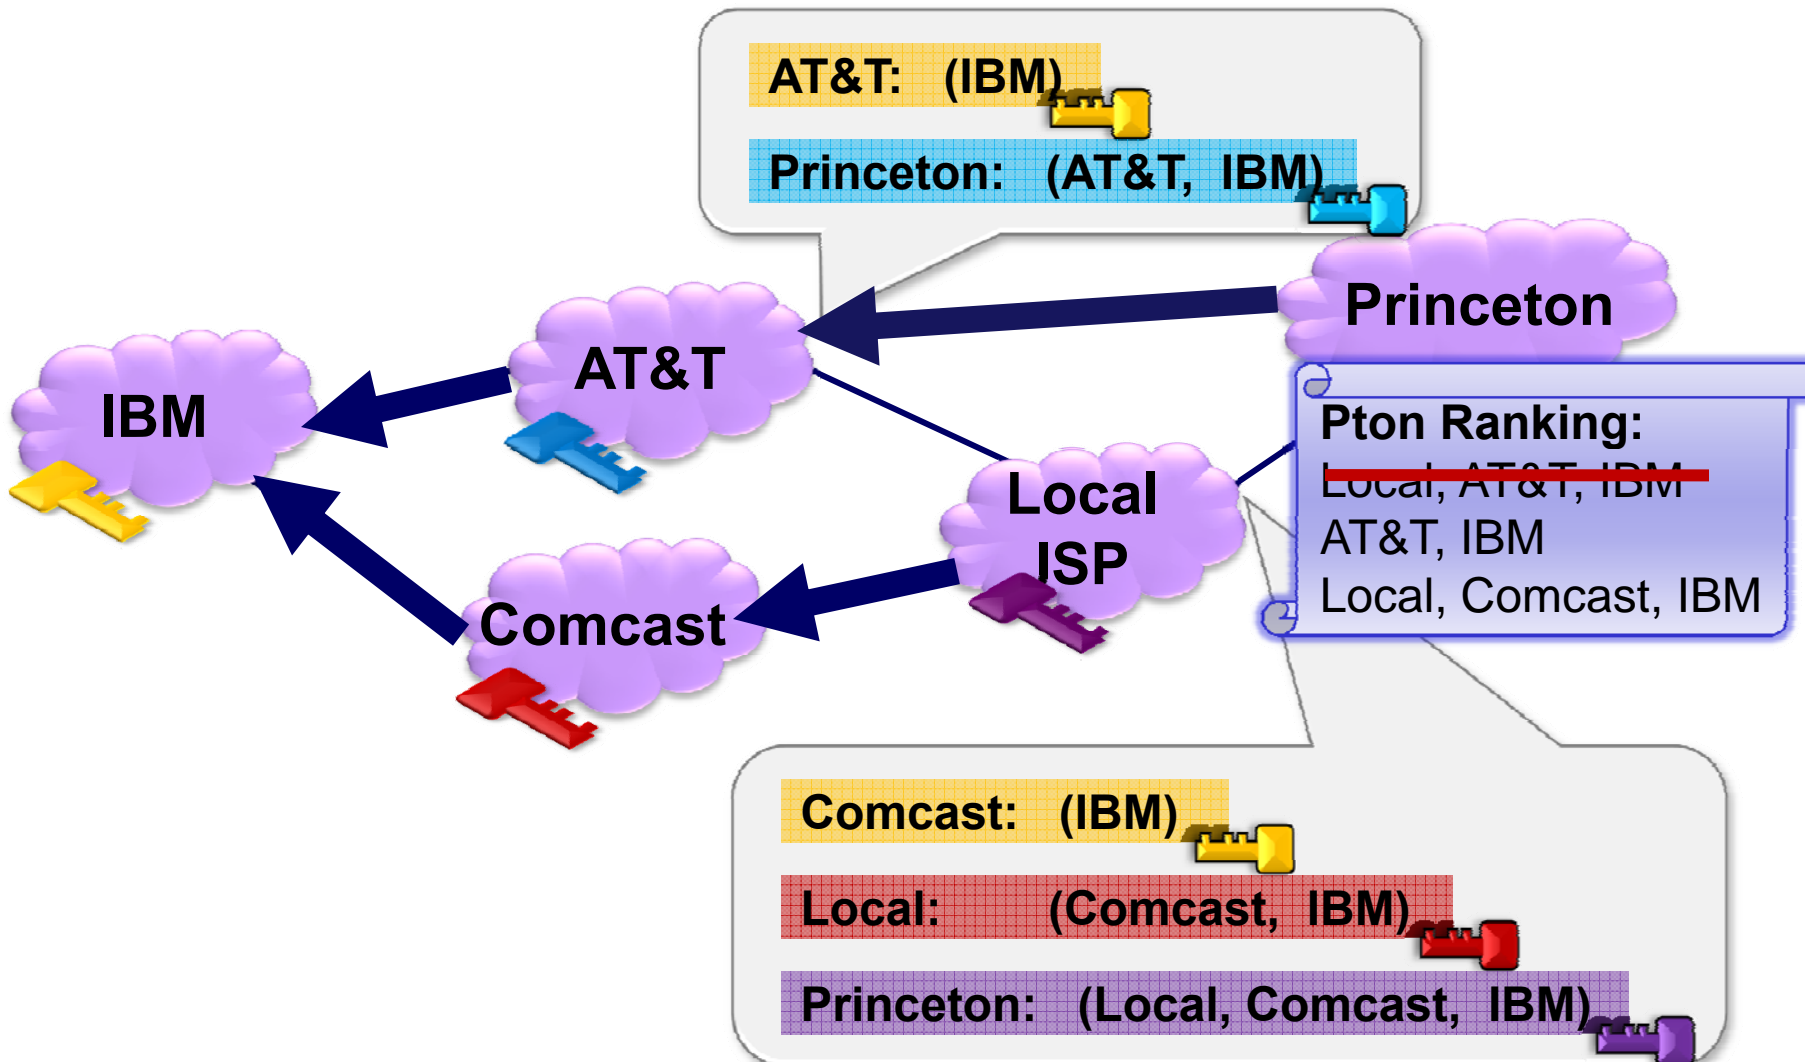 AT&T: (IBM)
Princeton: (AT&T, IBM)
Princeton
AT&T
IBM
Pton Ranking:
Local, AT&T, IBM
AT&T, IBM
Local, Comcast, IBM
Local
ISP
Comcast
Comcast: (IBM)
Local: (Comcast, IBM)
Princeton: (Local, Comcast, IBM)